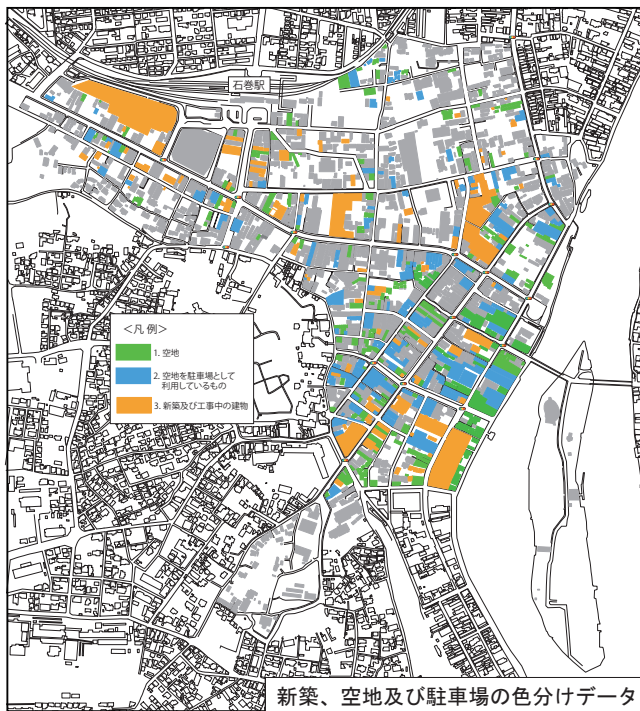 石巻駅
<凡 例>
1. 空地
2. 空地を駐車場として
利用しているもの
3. 新築及び工事中の建物
新築、空地及び駐車場の色分けデータ